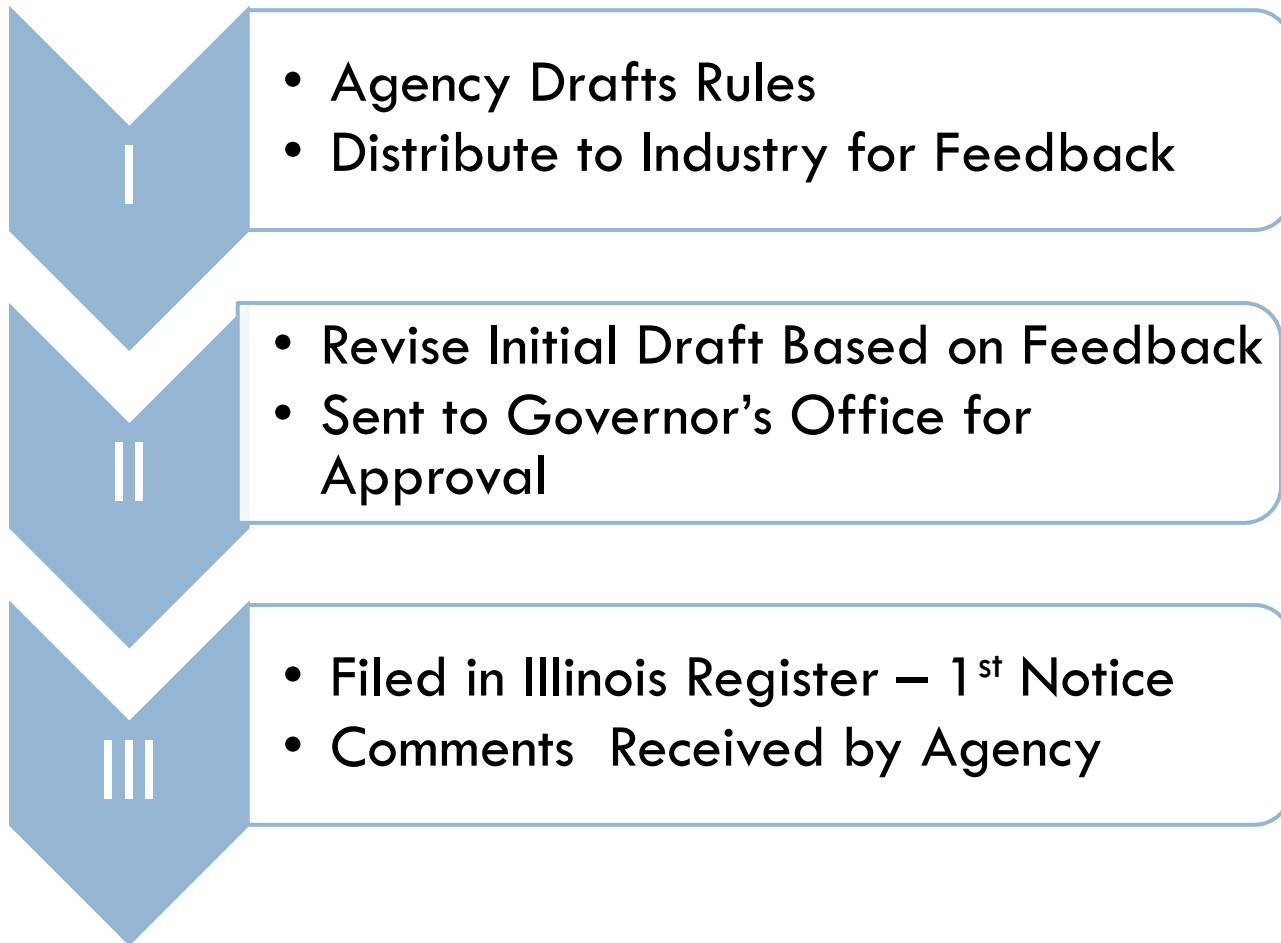 I
• Agency Drafts Rules
• Distribute to Industry for Feedback
II
• Revise Initial Draft Based on Feedback
• Sent to Governor’s Office for
Approval
III
• Filed in Illinois Register – 1st Notice
• Comments  Received by Agency